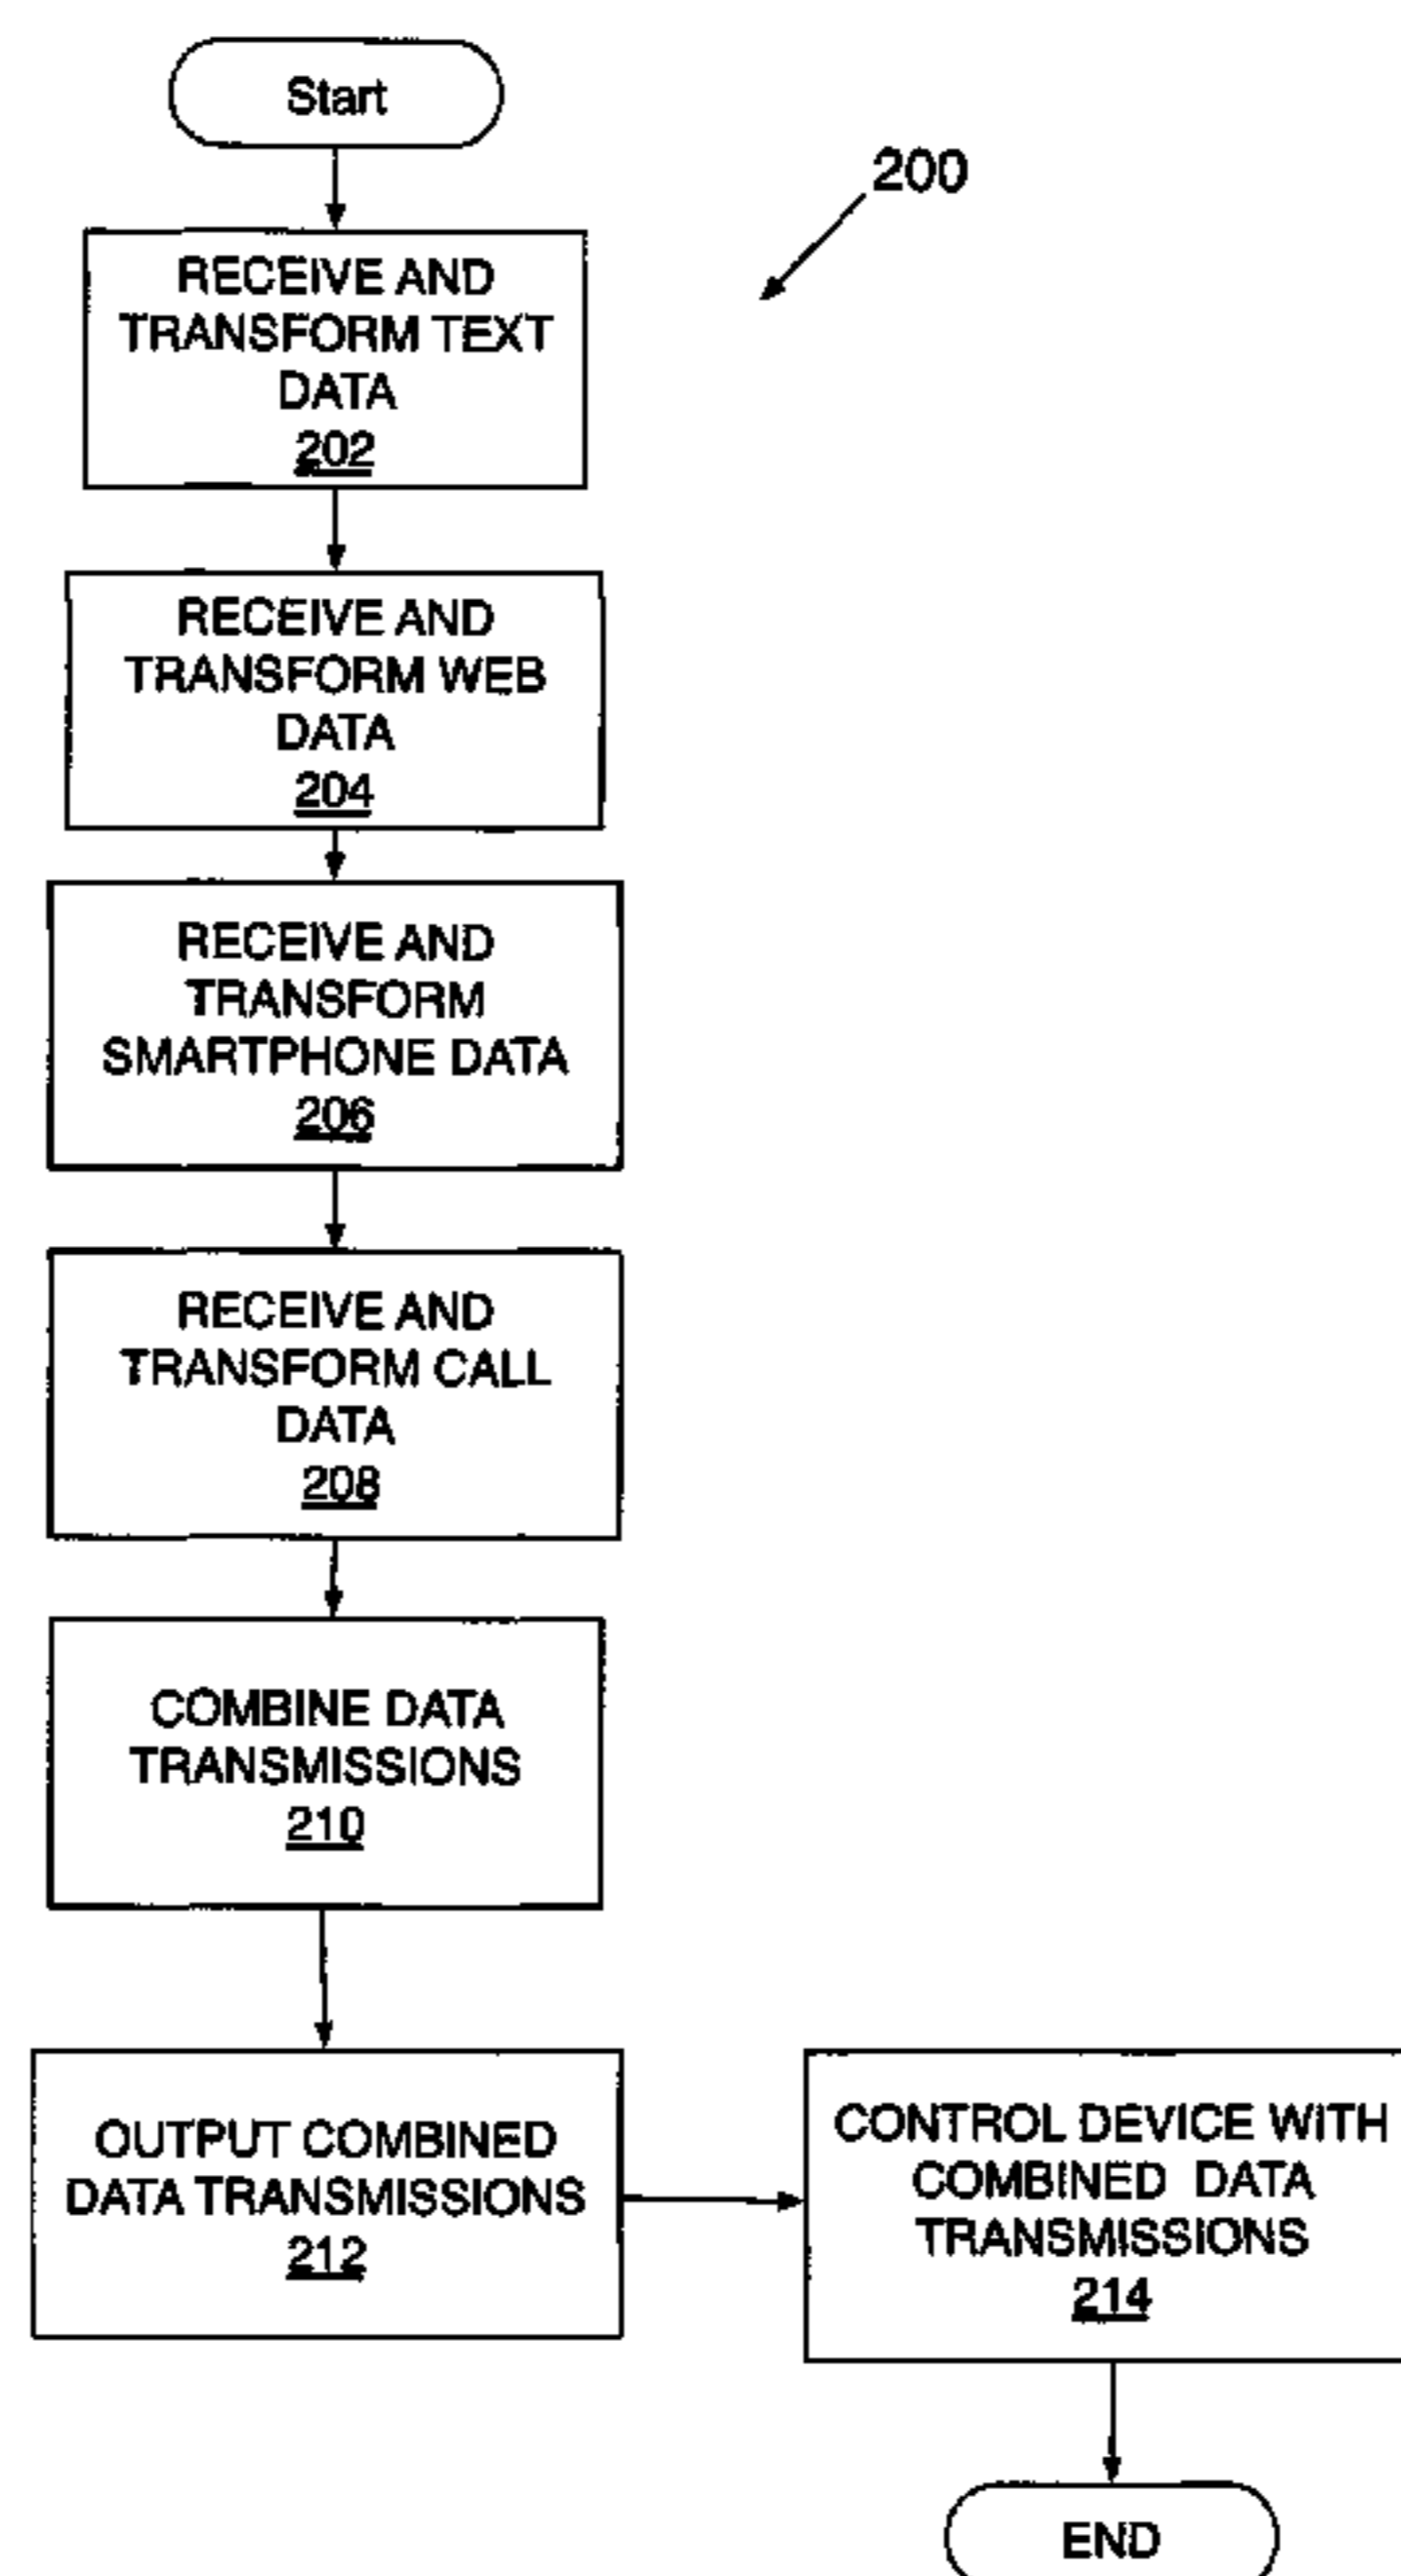 Start
200
RECEIVE AND
TRANSFORM TEXT
DATA
202
RECEIVE AND
TRANSFORM WEB
DATA
204
RECEIVE AND
TRANSFORM
SMARTPHONE DATA
206
RECEIVE AND
TRANSFORM CALL
DATA
208
COMBINE DATA
TRANSMISSIONS
210
OUTPUT COMBINED
DATA TRANSMISSIONS
212
CONTROL DEVICE WITH
COMBINED DATA
TRANSMISSIONS
214
END